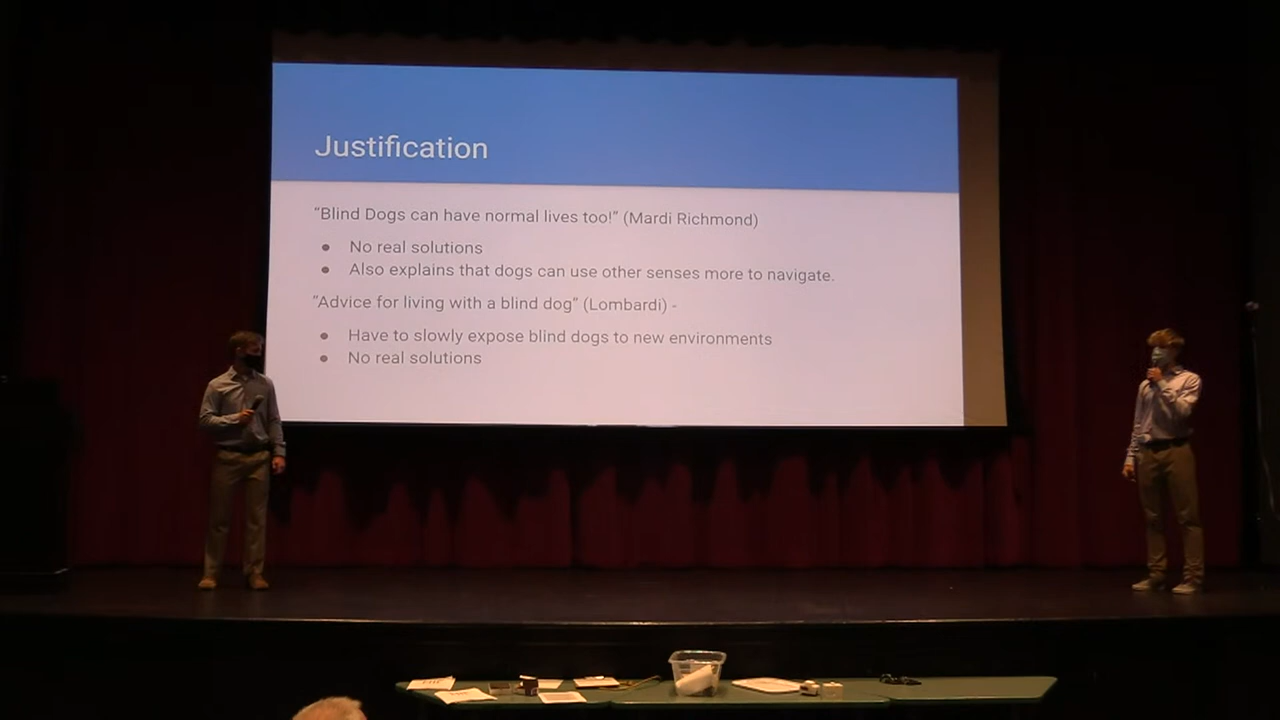 Justification
“Blind Dogs can have normal lives too!” (Mardi Richmond)
● No real solutions
● Also explains that dogs can use other senses more to navigate.
“Advice for living with a blind dog” (Lombardi) -
● Have to slowly expose blind dogs to new environments
● No real solutions